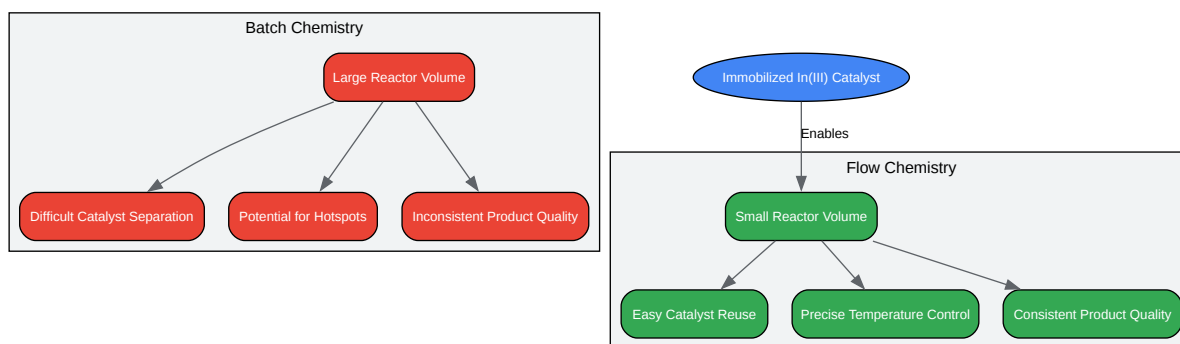 Batch Chemistry
Large Reactor Volume
Difficult Catalyst Separation
Potential for Hotspots
Inconsistent Product Quality
Immobilized In(III) Catalyst
Enables
Flow Chemistry
Small Reactor Volume
Easy Catalyst Reuse
Precise Temperature Control
Consistent Product Quality